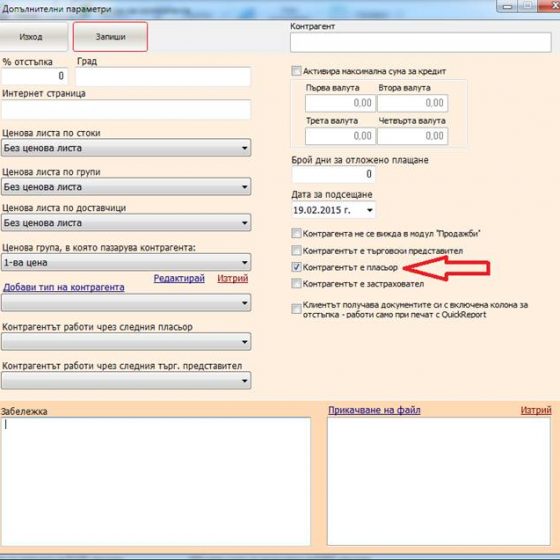 Допълнителни параметри
Изход
Запиши
Контрагент
% отстъпка
Град
0
Интернет страница
Ценова листа по стоки
Без ценова листа
Ценова листа по групи
Без ценова листа
Ценова листа по доставчици
Без ценова листа
Ценова група, в която пазарува контрагента:
1-ва цена
Редактирай Изтрий
Добави тип на контрагента
Контрагентът работи чрез следния пласьор
Контрагентът работи чрез следния търг. представител
Активира максимална сума за кредит
Първа валута Втора валута
0,00 0,00
Трета валута Четвърта валута
0,00 0,00
Брой дни за отложено плащане
0
Дата за подсещане
19.02.2015 г.
Контрагента не се вижда в модул "Продажби"
Контрагентът е търговски представител
Контрагентът е пласьор
Контрагентът е застраховател
Клиентът получава документите си с включена колона за
отстъпка - работи само при печат с QuickReport
Забележка
Прикачване на файл
Изтрий